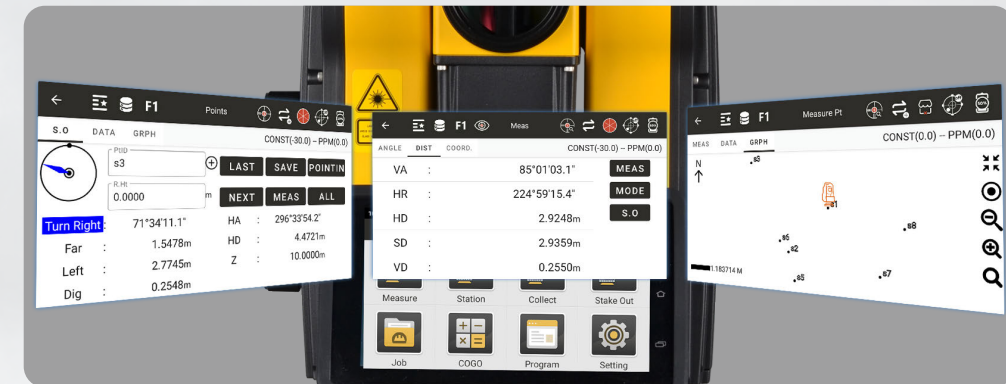 F1 Points
S.O DATA GRPH CONST(-30.0) – PPM(0.0)
PtID
s3 LAST SAVE POINTIN
R.Ht
0.0000 m NEXT MEAS ALL
Turn Right: 71°34'11.1" HA : 296°33'54.2"
Far : 1.5478m HD : 4.4721m
Left : 2.7745m Z : 10.0000m
Dig : 0.2548m
F1 Meas
ANGLE DIST COORD. CONST(-30.0) – PPM(0.0)
VA : 85°01'03.1" MEAS
HR : 224°59'15.4" MODE
HD : 2.9248m S.O
SD : 2.9359m
VD : 0.2550m
Measure Station Collect Stake Out
Job COGO Program Setting
F1 Measure Pt
MEAS DATA GRPH CONST(0.0) – PPM(0.0)
N
.s3
.s1
.s8
.s6
.s2
.s5
.s7
1.183714 M